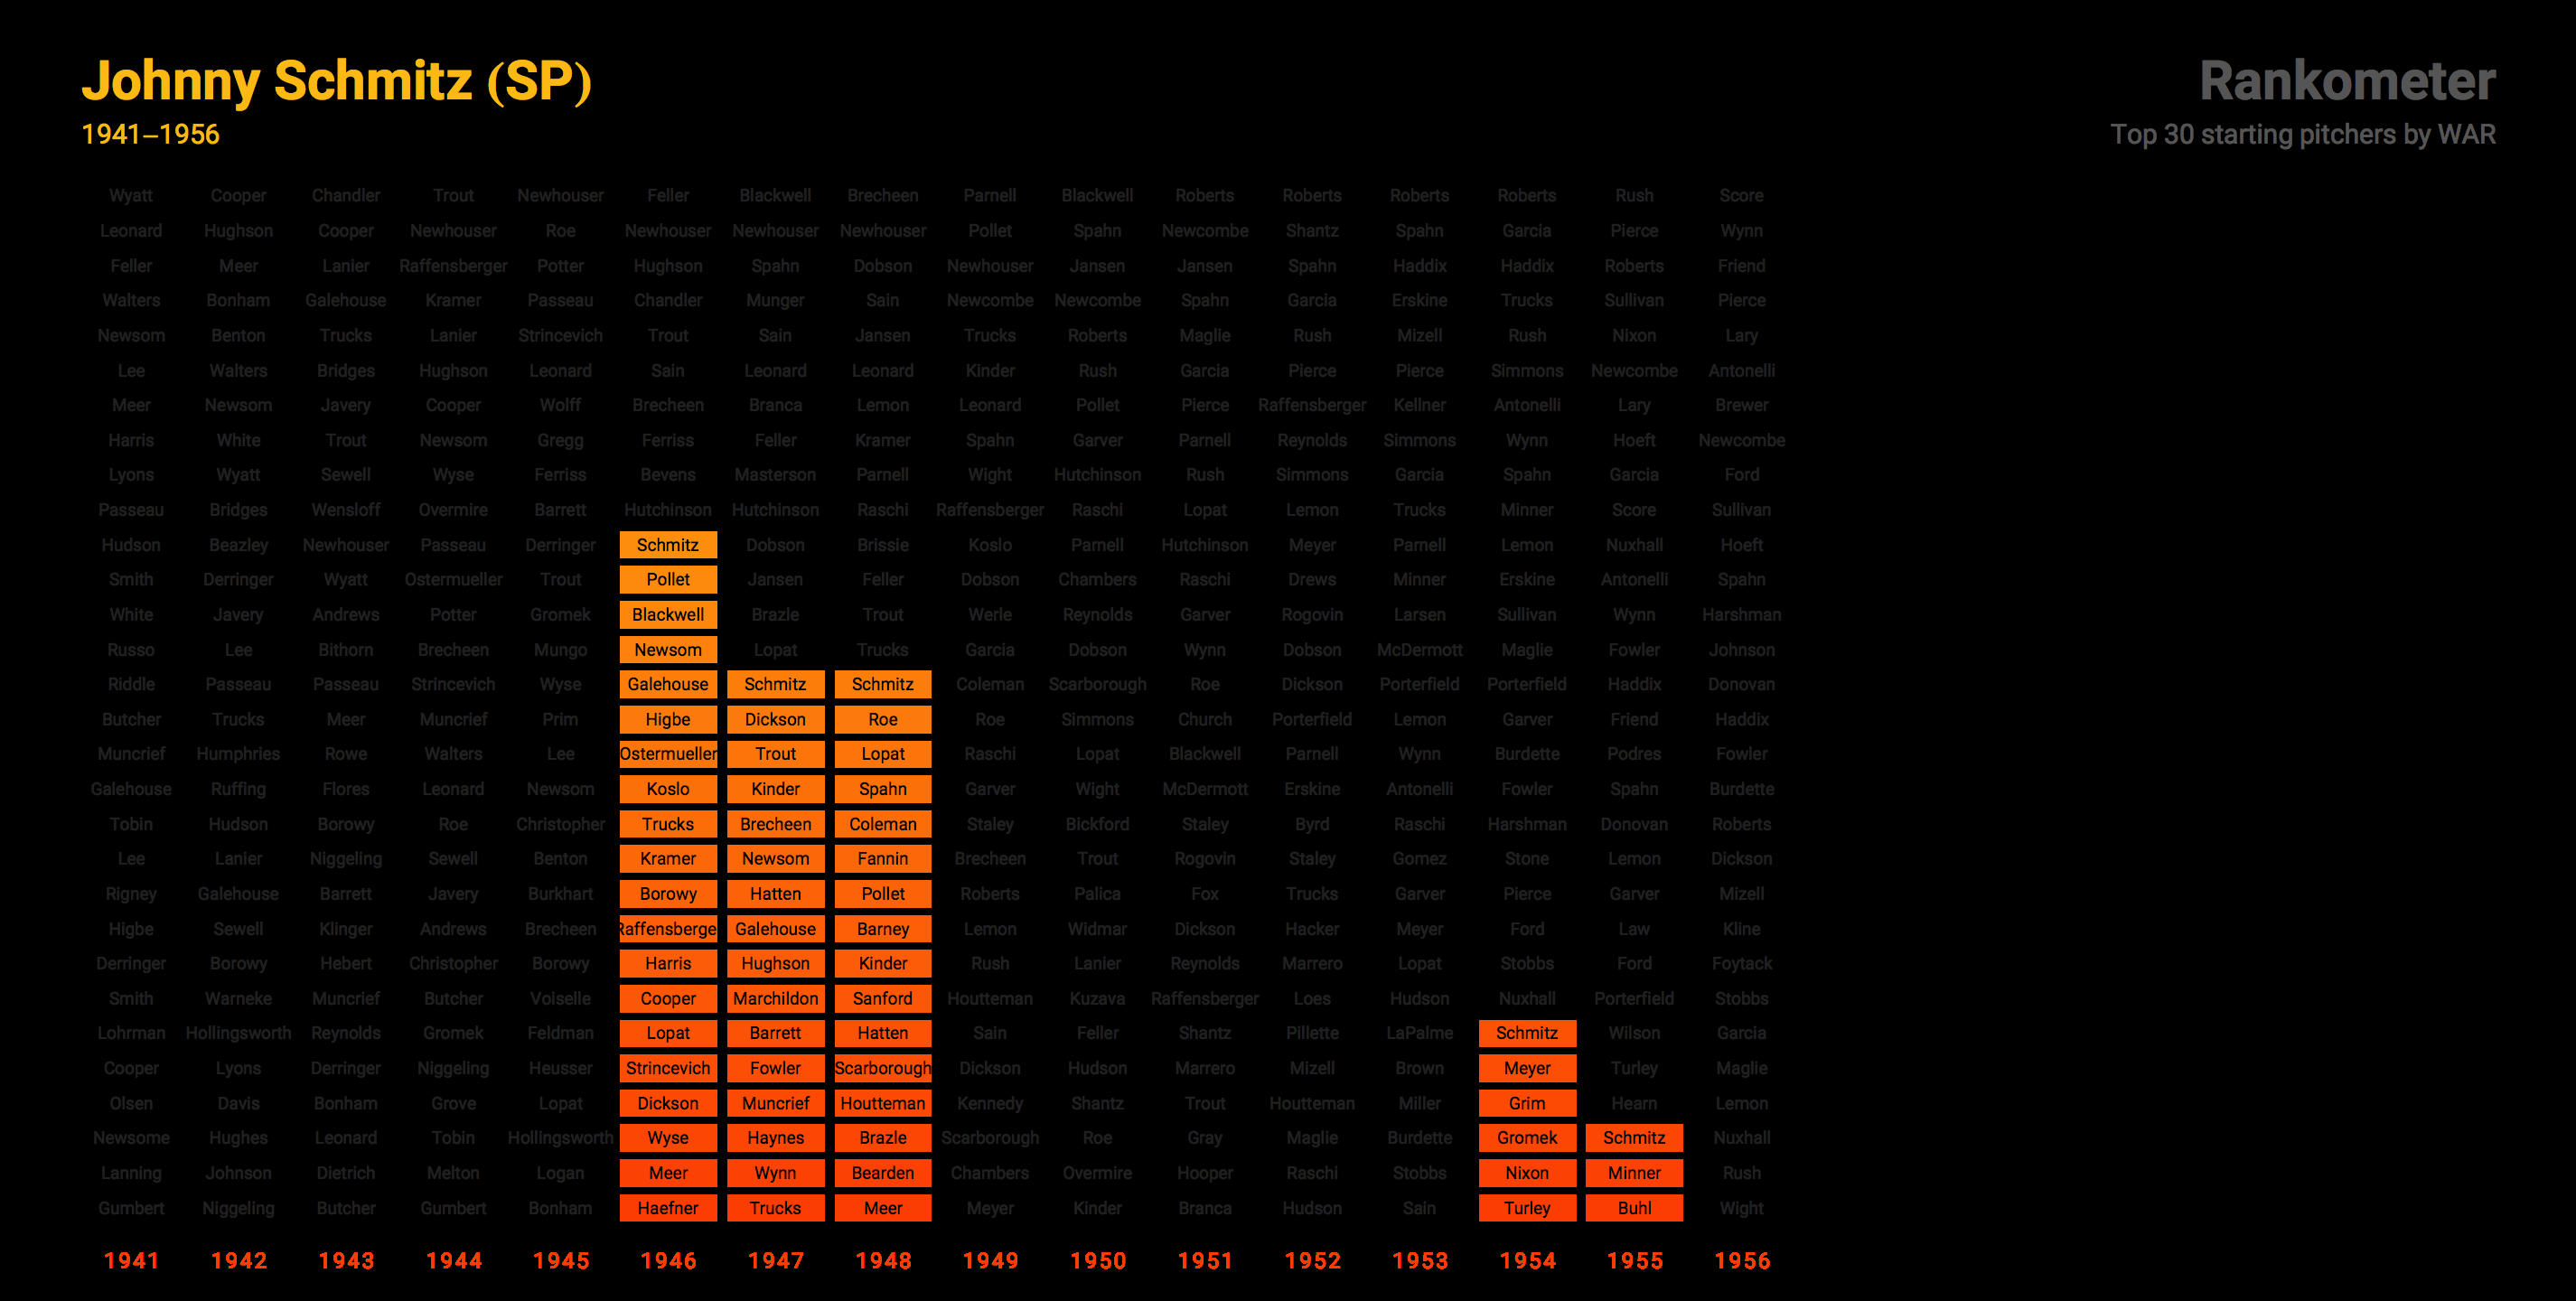 Johnny Schmitz (SP)
Rankometer
1941–1956
Top 30 starting pitchers by WAR
Wyatt Cooper Chandler Trout Newhouser Feller Blackwell Brecheen Parnell Blackwell Roberts Roberts Roberts Roberts Rush Score
Leonard Hughson Cooper Newhouser Roe Newhouser Newhouser Newhouser Pollet Spahn Newcombe Shantz Spahn Garcia Pierce Wynn
Feller Meer Lanier Raffensberger Potter Hughson Spahn Dobson Newhouser Jansen Jansen Spahn Haddix Haddix Roberts Friend
Walters Bonham Galehouse Kramer Passeau Chandler Munger Sain Newcombe Newcombe Spahn Garcia Erskine Trucks Sullivan Pierce
Newsom Benton Trucks Lanier Strincevich Trout Sain Jansen Trucks Roberts Maglie Rush Mizell Rush Nixon Lary
Lee Walters Bridges Hughson Leonard Sain Leonard Leonard Kinder Rush Garcia Pierce Pierce Simmons Newcombe Antonelli
Meer Newsom Javery Cooper Wolff Brecheen Branca Lemon Leonard Pollet Pierce Raffensberger Kellner Antonelli Lary Brewer
Harris White Trout Newsom Gregg Ferriss Feller Kramer Spahn Garver Parnell Reynolds Simmons Wynn Hoeft Newcombe
Lyons Wyatt Sewell Wyse Ferriss Bevens Masterson Parnell Wight Hutchinson Rush Simmons Garcia Spahn Garcia Ford
Passeau Bridges Wensloff Overmire Barrett Hutchinson Hutchinson Raschi Raffensberger Raschi Lopat Lemon Trucks Minner Score Sullivan
Hudson Beazley Newhouser Passeau Derringer Schmitz Dobson Brissie Koslo Parnell Hutchinson Meyer Parnell Lemon Nuxhall Hoeft
Smith Derringer Wyatt Ostermueller Trout Pollet Jansen Feller Dobson Chambers Raschi Drews Minner Erskine Antonelli Spahn
White Javery Andrews Potter Gromek Blackwell Brazle Trout Werle Reynolds Garver Rogovin Larsen Sullivan Wynn Harshman
Russo Lee Bithorn Brecheen Mungo Newsom Lopat Trucks Garcia Dobson Wynn Dobson McDermott Maglie Fowler Johnson
Riddle Passeau Passeau Strincevich Wyse Galehouse Schmitz Schmitz Coleman Scarborough Roe Dickson Porterfield Porterfield Haddix Donovan
Butcher Trucks Meer Muncrief Prim Higbe Dickson Roe Roe Simmons Church Porterfield Lemon Garver Friend Haddix
Muncrief Humphries Rowe Walters Lee Ostermueller Trout Lopat Raschi Lopat Blackwell Parnell Wynn Burdette Podres Fowler
Galehouse Ruffing Flores Leonard Newsom Koslo Kinder Spahn Garver Wight McDermott Erskine Antonelli Fowler Spahn Burdette
Tobin Hudson Borowy Roe Christopher Trucks Brecheen Coleman Staley Bickford Staley Byrd Raschi Harshman Donovan Roberts
Lee Lanier Niggeling Sewell Benton Kramer Newsom Fannin Brecheen Trout Rogovin Staley Gomez Stone Lemon Dickson
Rigney Galehouse Barrett Javery Burkhart Borowy Hatten Pollet Roberts Palica Fox Trucks Garver Pierce Garver Mizell
Higbe Sewell Klinger Andrews Brecheen Raffensberge Galehouse Barney Lemon Widmar Dickson Hacker Meyer Ford Law Kline
Derringer Borowy Hebert Christopher Borowy Harris Hughson Kinder Rush Lanier Reynolds Marrero Lopat Stobbs Ford Foytack
Smith Warneke Muncrief Butcher Voiselle Cooper Marchildon Sanford Houtteman Kuzava Raffensberger Loes Hudson Nuxhall Porterfield Stobbs
Lohrman Hollingsworth Reynolds Gromek Feldman Lopat Barrett Hatten Sain Feller Shantz Pillette LaPalme Schmitz Wilson Garcia
Cooper Lyons Derringer Niggeling Heusser Strincevich Fowler Scarborough Dickson Hudson Marrero Mizell Brown Meyer Turley Maglie
Olsen Davis Bonham Grove Lopat Dickson Muncrief Houtteman Kennedy Shantz Trout Houtteman Miller Grim Hearn Lemon
Newsome Hughes Leonard Tobin Hollingsworth Wyse Haynes Brazle Scarborough Roe Gray Maglie Burdette Gromek Schmitz Nuxhall
Lanning Johnson Dietrich Melton Logan Meer Wynn Bearden Chambers Overmire Hooper Raschi Stobbs Nixon Minner Rush
Gumbert Niggeling Butcher Gumbert Bonham Haefner Trucks Meer Meyer Kinder Branca Hudson Sain Turley Buhl Wight
1941 1942 1943 1944 1945 1946 1947 1948 1949 1950 1951 1952 1953 1954 1955 1956